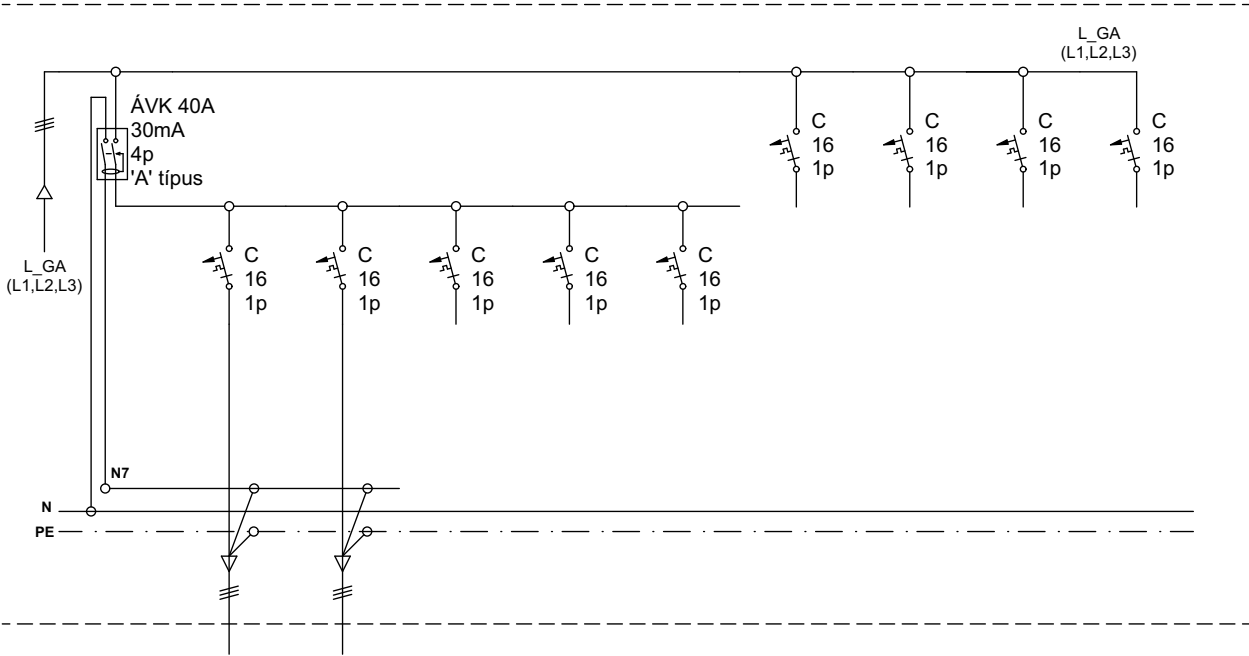 L_GA
(L1,L2,L3)
ÁVK 40A
30mA
4p
'A' típus
C
16
1p
C
16
1p
C
16
1p
C
16
1p
L_GA
(L1,L2,L3)
C
16
1p
C
16
1p
C
16
1p
C
16
1p
C
16
1p
N7
N
PE